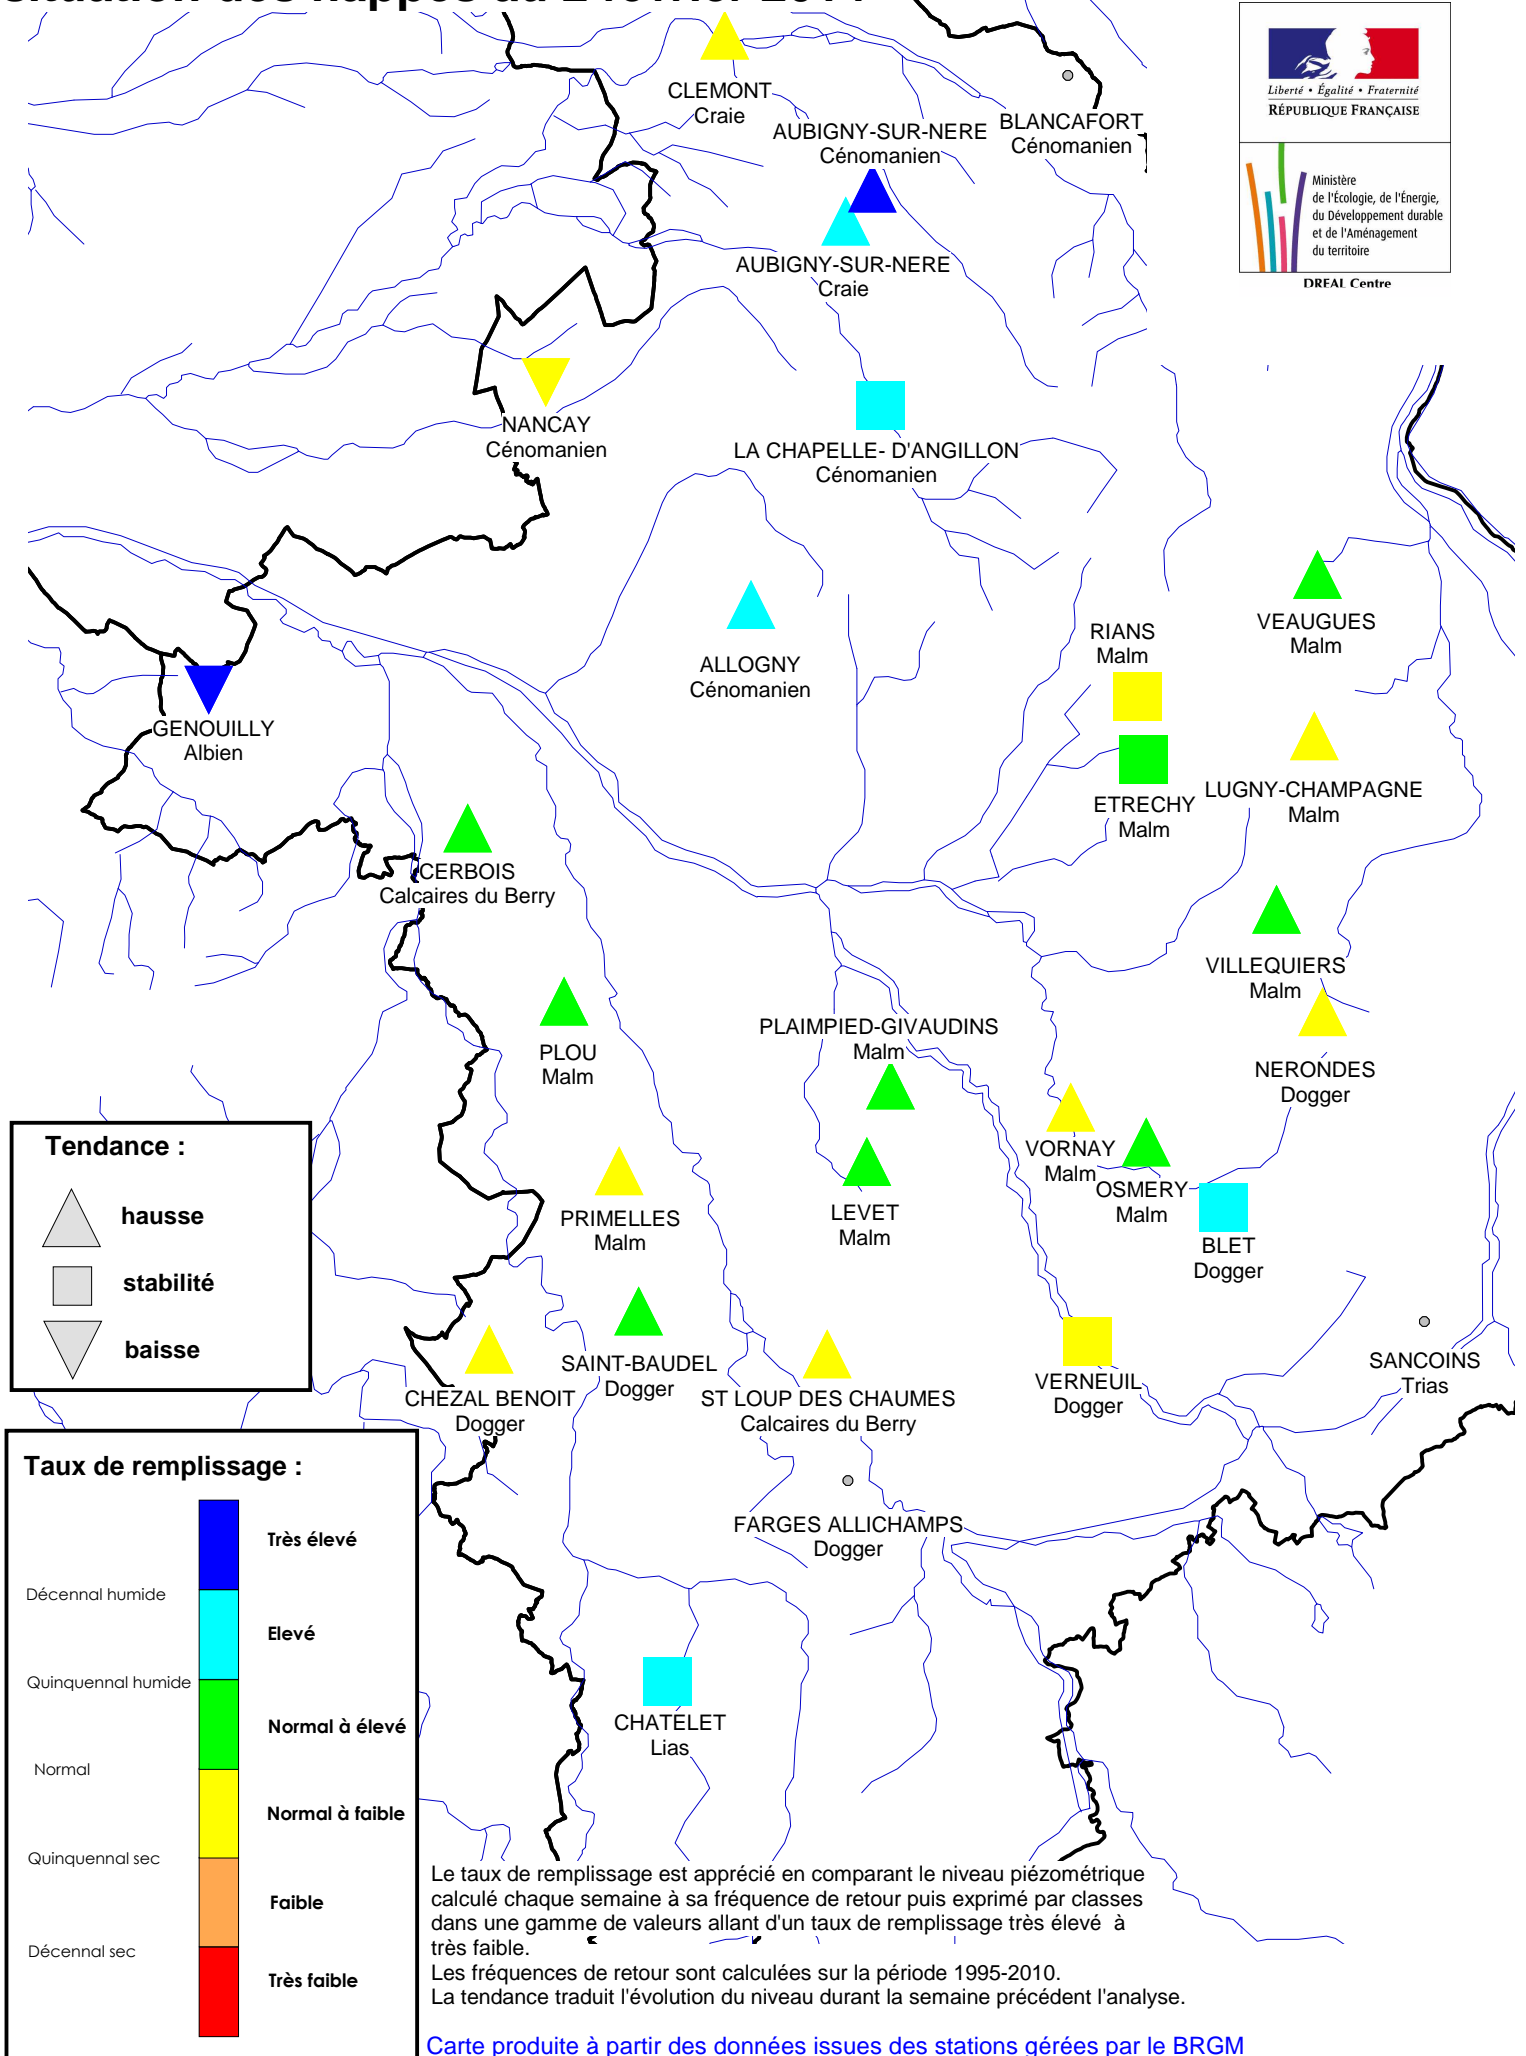 CLEMONT
Craie
AUBIGNY-SUR-NERE
Cénomanien
BLANCAFORT
Cénomanien
Liberté • Égalité • Fraternité
RÉPUBLIQUE FRANÇAISE
Ministère
de l'Écologie, de l'Énergie,
du Développement durable
et de l'Aménagement
du territoire
DREAL Centre
AUBIGNY-SUR-NERE
Craie
NANCAY
Cénomanien
LA CHAPELLE- D'ANGILLON
Cénomanien
VEAUGUES
Malm
RIANS
Malm
ALLOGNY
Cénomanien
GENOUILLY
Albien
ETRECHY
Malm
LUGNY-CHAMPAGNE
Malm
CERBOIS
Calcaires du Berry
VILLEQUIERS
Malm
PLAIMPIED-GIVAUDINS
Malm
PLOU
Malm
NERONDES
Dogger
VORNAY
Malm
OSMERY
Malm
PRIMELLES
Malm
LEVET
Malm
BLET
Dogger
Tendance :
hausse
stabilité
baisse
CHEZAL BENOIT
Dogger
SAINT-BAUDEL
Dogger
ST LOUP DES CHAUMES
Calcaires du Berry
VERNEUIL
Dogger
SANCOINS
Trias
FARGES ALLICHAMPS
Dogger
CHATELET
Lias
Taux de remplissage :
Très élevé
Décennal humide
Elevé
Quinquennal humide
Normal à élevé
Normal
Normal à faible
Quinquennal sec
Faible
Décennal sec
Très faible
Le taux de remplissage est apprécié en comparant le niveau piézométrique
calculé chaque semaine à sa fréquence de retour puis exprimé par classes
dans une gamme de valeurs allant d'un taux de remplissage très élevé à
très faible.
Les fréquences de retour sont calculées sur la période 1995-2010.
La tendance traduit l'évolution du niveau durant la semaine précédent l'analyse.
Carte produite à partir des données issues des stations gérées par le BRGM